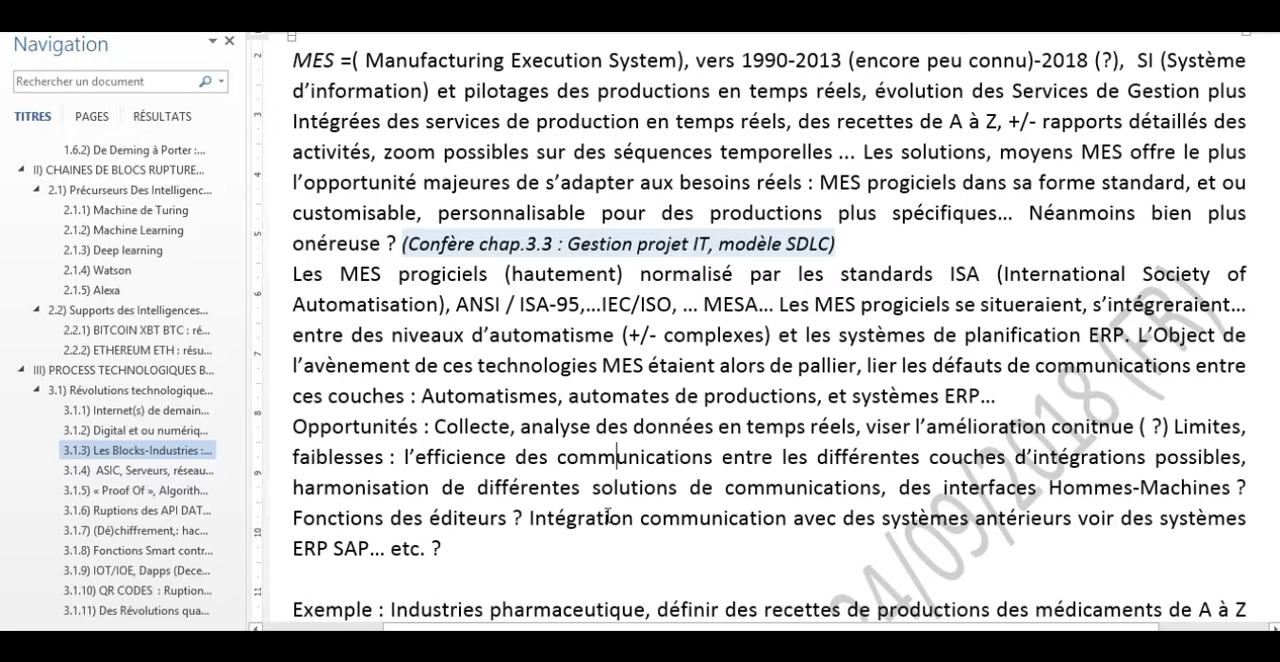 Navigation
Rechercher un document
TITRES PAGES RÉSULTATS
1.6.2) De Deming à Porter :...
II) CHAINES DE BLOCS RUPTURE...
2.1) Précurseurs Des Intelligenc...
2.1.1) Machine de Turing
2.1.2) Machine Learning
2.1.3) Deep learning
2.1.4) Watson
2.1.5) Alexa
2.2) Supports des Intelligences...
2.2.1) BITCOIN XBT BTC : ré...
2.2.2) ETHEREUM ETH : résu...
III) PROCESS TECHNOLOGIQUES B...
3.1) Révolutions technologique...
3.1.1) Internet(s) de demain...
3.1.2) Digital et ou numériq...
3.1.3) Les Blocks-Industries :...
3.1.4) ASIC, Serveurs, réseau...
3.1.5) « Proof Of », Algorith...
3.1.6) Ruptions des API DAT...
3.1.7) (Dé)chiffrement,: hac...
3.1.8) Fonctions Smart contr...
3.1.9) IOT/IOE, Dapps (Dece...
3.1.10) QR CODES : Ruption...
3.1.11) Des Révolutions qua...
MES =( Manufacturing Execution System), vers 1990-2013 (encore peu connu)-2018 (?), SI (Système
d’information) et pilotages des productions en temps réels, évolution des Services de Gestion plus
Intégrées des services de production en temps réels, des recettes de A à Z, +/- rapports détaillés des
activités, zoom possibles sur des séquences temporelles ... Les solutions, moyens MES offre le plus
l’opportunité majeures de s’adapter aux besoins réels : MES progiciels dans sa forme standard, et ou
customisable, personnalisable pour des productions plus spécifiques... Néanmoins bien plus
onéreuse ? (Confère chap.3.3 : Gestion projet IT, modèle SDLC)
Les MES progiciels (hautement) normalisé par les standards ISA (International Society of
Automatisation), ANSI / ISA-95,...IEC/ISO, ... MESA... Les MES progiciels se situeraient, s’intégreraient...
entre des niveaux d’automatisme (+/- complexes) et les systèmes de planification ERP. L’Object de
l’avènement de ces technologies MES étaient alors de pallier, lier les défauts de communications entre
ces couches : Automatismes, automates de productions, et systèmes ERP...
Opportunités : Collecte, analyse des données en temps réels, viser l’amélioration conitnue ( ?) Limites,
faiblesses : l’efficience des communications entre les différentes couches d’intégrations possibles,
harmonisation de différentes solutions de communications, des interfaces Hommes-Machines ?
Fonctions des éditeurs ? Intégration communication avec des systèmes antérieurs voir des systèmes
ERP SAP... etc. ?
Exemple : Industries pharmaceutique, définir des recettes de productions des médicaments de A à Z
24/09/2018 (FR)
2
3
4
5
6
7
8
9
10
11